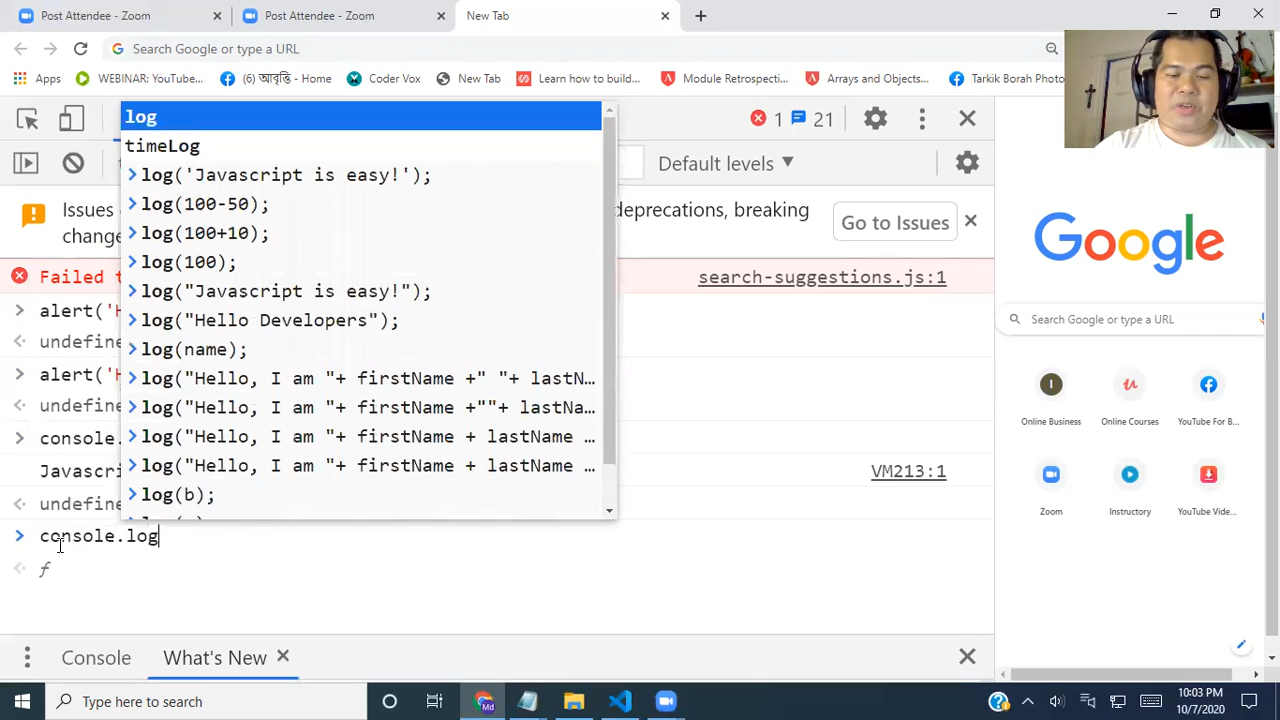 Post Attendee - Zoom
Post Attendee - Zoom
New Tab
Search Google or type a URL
Apps
WEBINAR: YouTube...
(6) আবৃত্তি - Home
Coder Vox
New Tab
Learn how to build...
Module Retrospecti...
Arrays and Objects...
Tarkik Borah Photo
log
timeLog
log('Javascript is easy!');
log(100-50);
log(100+10);
log(100);
log("Javascript is easy!");
log("Hello Developers");
log(name);
log("Hello, I am "+ firstName +" "+ lastN…
log("Hello, I am "+ firstName +""+ lastNa…
log("Hello, I am "+ firstName + lastName …
log("Hello, I am "+ firstName + lastName …
log(b);
1
21
Default levels
Issues
deprecations, breaking
change
Go to Issues
Failed t
search-suggestions.js:1
alert('H
undefine
alert('H
undefine
console.
Javascri
VM213:1
undefine
console.log
f
Console
What's New
Google
Search Google or type a URL
I
Online Business
Online Courses
YouTube For B...
Zoom
Instructory
YouTube Vide...
Type here to search
Md
10:03 PM
10/7/2020